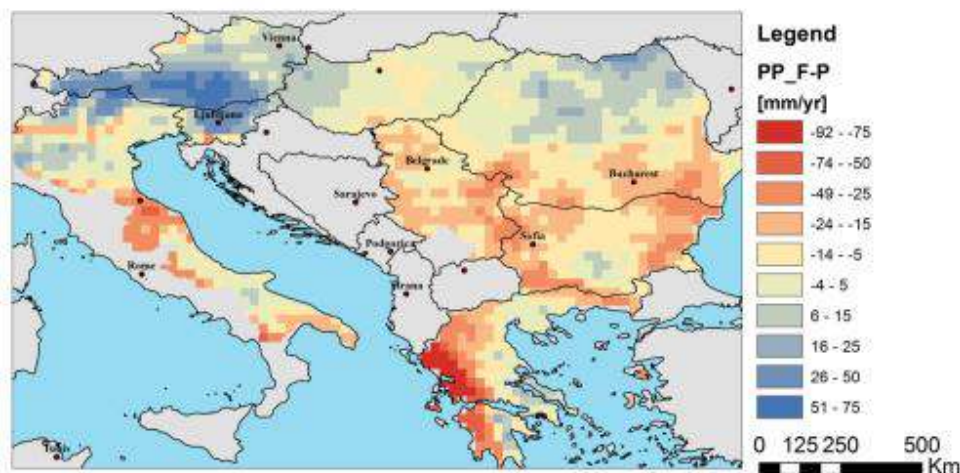 Vienna
Ljubljana
Belgrade
Bucharest
Sarajevo
Sofia
Podgorica
Rome
Tirana
Tunis
Legend
PP_F-P
[mm/yr]
-92 - -75
-74 - -50
-49 - -25
-24 - -15
-14 - -5
-4 - 5
6 - 15
16 - 25
26 - 50
51 - 75
0 125 250 500
Km